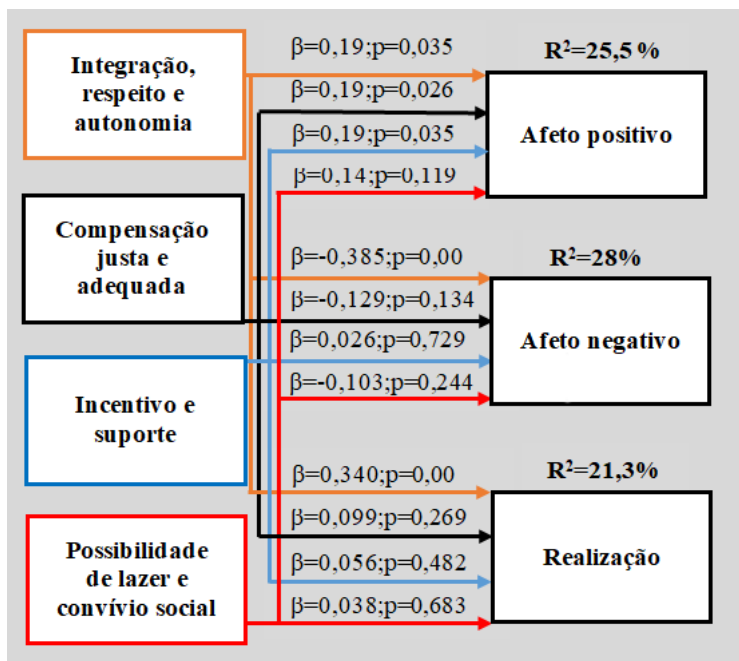 Integração,
respeito e
autonomia
Compensação
justa e
adequada
Incentivo e
suporte
Possibilidade
de lazer e
convívio social
β=0,19;p=0,035
β=0,19;p=0,026
β=0,19;p=0,035
β=0,14;p=0,119
R²=25,5 %
Afeto positivo
β=-0,385;p=0,00
β=-0,129;p=0,134
β=0,026;p=0,729
β=-0,103;p=0,244
R²=28%
Afeto negativo
β=0,340;p=0,00
β=0,099;p=0,269
β=0,056;p=0,482
β=0,038;p=0,683
R²=21,3%
Realização